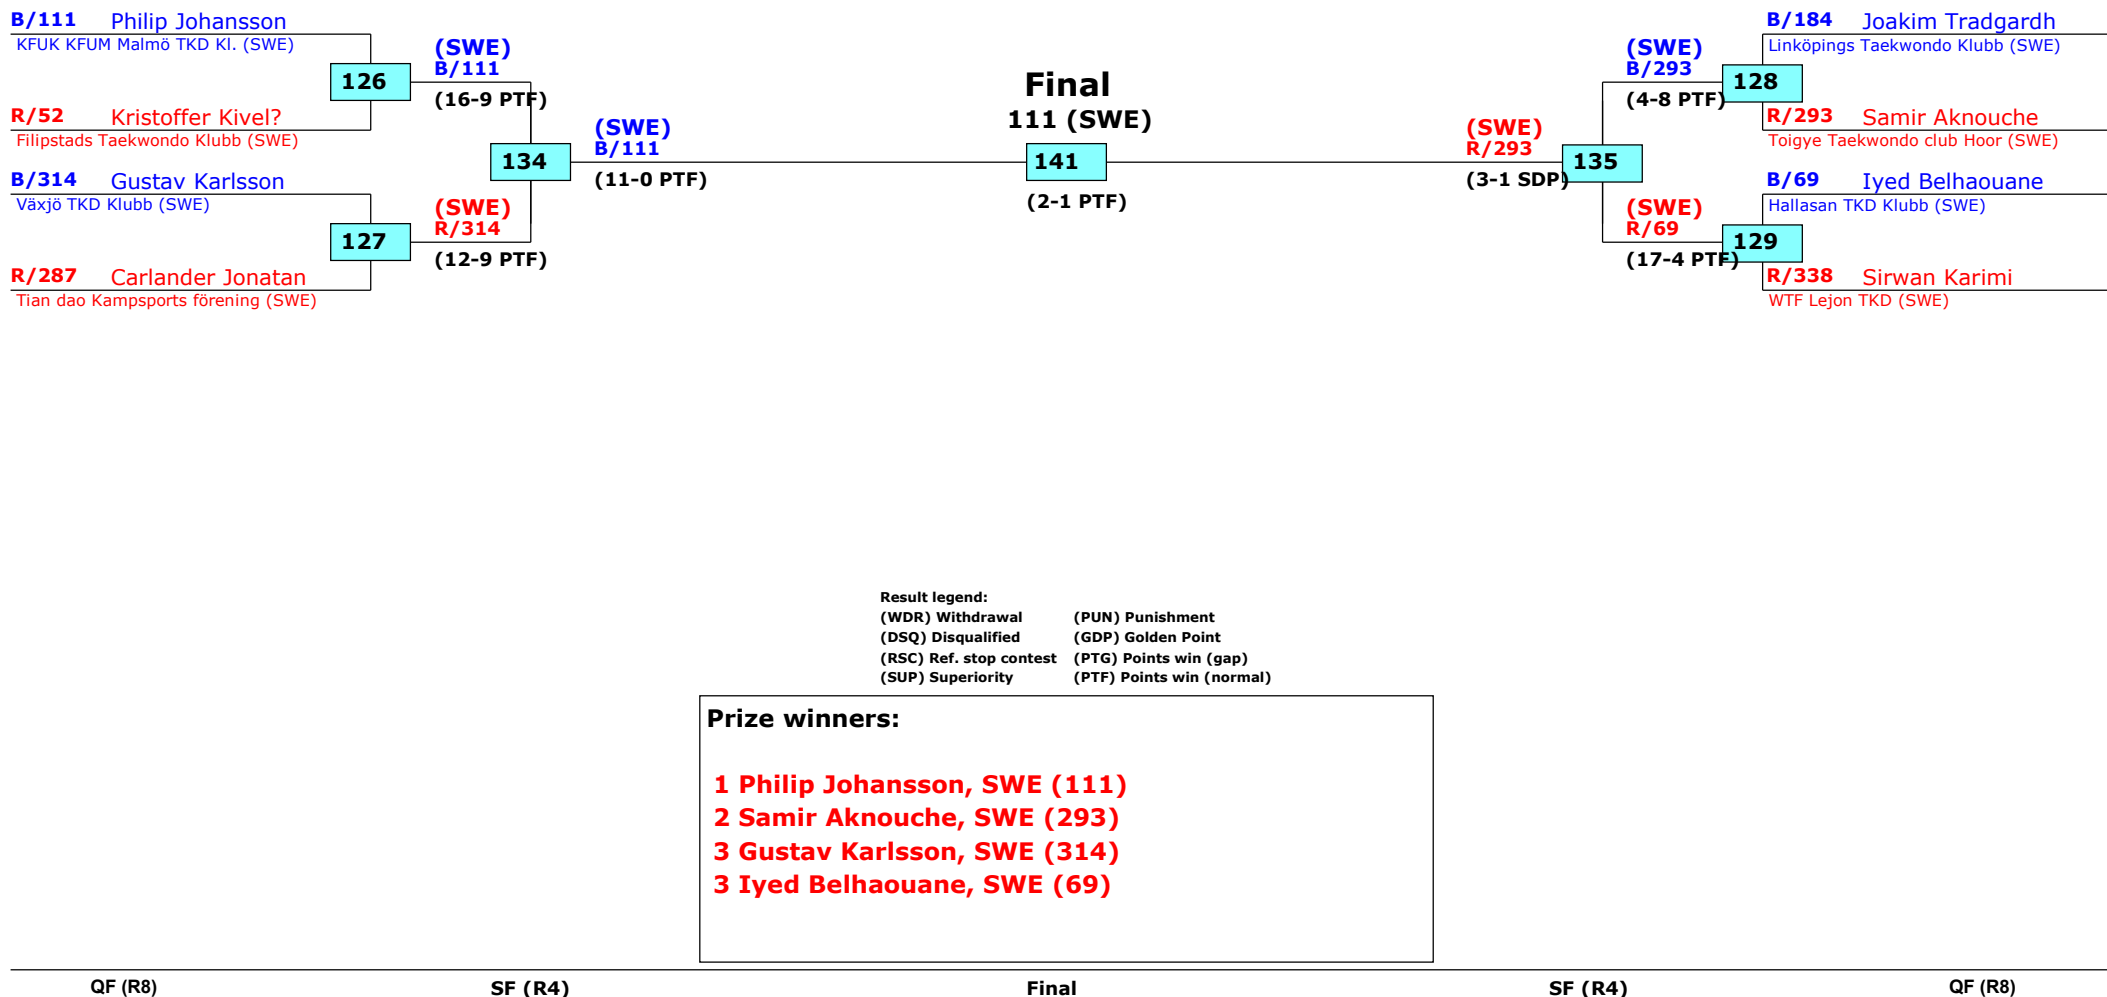 B/111 Philip Johansson
KFUK KFUM Malmö TKD Kl. (SWE)
126
R/52 Kristoffer Kivel?
Filipstads Taekwondo Klubb (SWE)
B/314 Gustav Karlsson
Växjö TKD Klubb (SWE)
127
R/287 Carlander Jonatan
Tian dao Kampsports förening (SWE)
(SWE)
B/111
(16-9 PTF)
134
(SWE)
R/314
(12-9 PTF)
(SWE)
B/111
(11-0 PTF)
Final
111 (SWE)
141
(2-1 PTF)
(SWE)
R/293
(3-1 SDP)
135
(SWE)
B/293
(4-8 PTF)
(SWE)
R/69
(17-4 PTF)
B/184 Joakim Tradgardh
Linköpings Taekwondo Klubb (SWE)
128
R/293 Samir Aknouche
Toigye Taekwondo club Hoor (SWE)
B/69 Iyed Belhaouane
Hallasan TKD Klubb (SWE)
129
R/338 Sirwan Karimi
WTF Lejon TKD (SWE)
Result legend:
(WDR) Withdrawal (PUN) Punishment
(DSQ) Disqualified (GDP) Golden Point
(RSC) Ref. stop contest (PTG) Points win (gap)
(SUP) Superiority (PTF) Points win (normal)
Prize winners:
1 Philip Johansson, SWE (111)
2 Samir Aknouche, SWE (293)
3 Gustav Karlsson, SWE (314)
3 Iyed Belhaouane, SWE (69)
QF (R8) SF (R4) Final SF (R4) QF (R8)